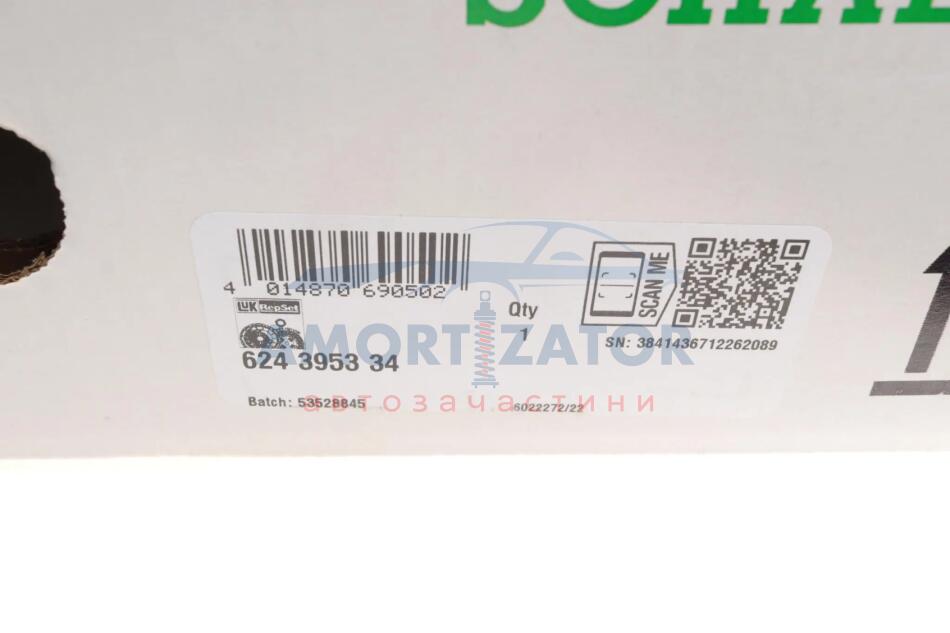 4 014870 690502
LuK RepSet
624 3953 34
Qty
1
SCAN ME
SN: 3841436712262089
Batch: 53528845
6022272/22
AMORTIZATOR
автозапчастини